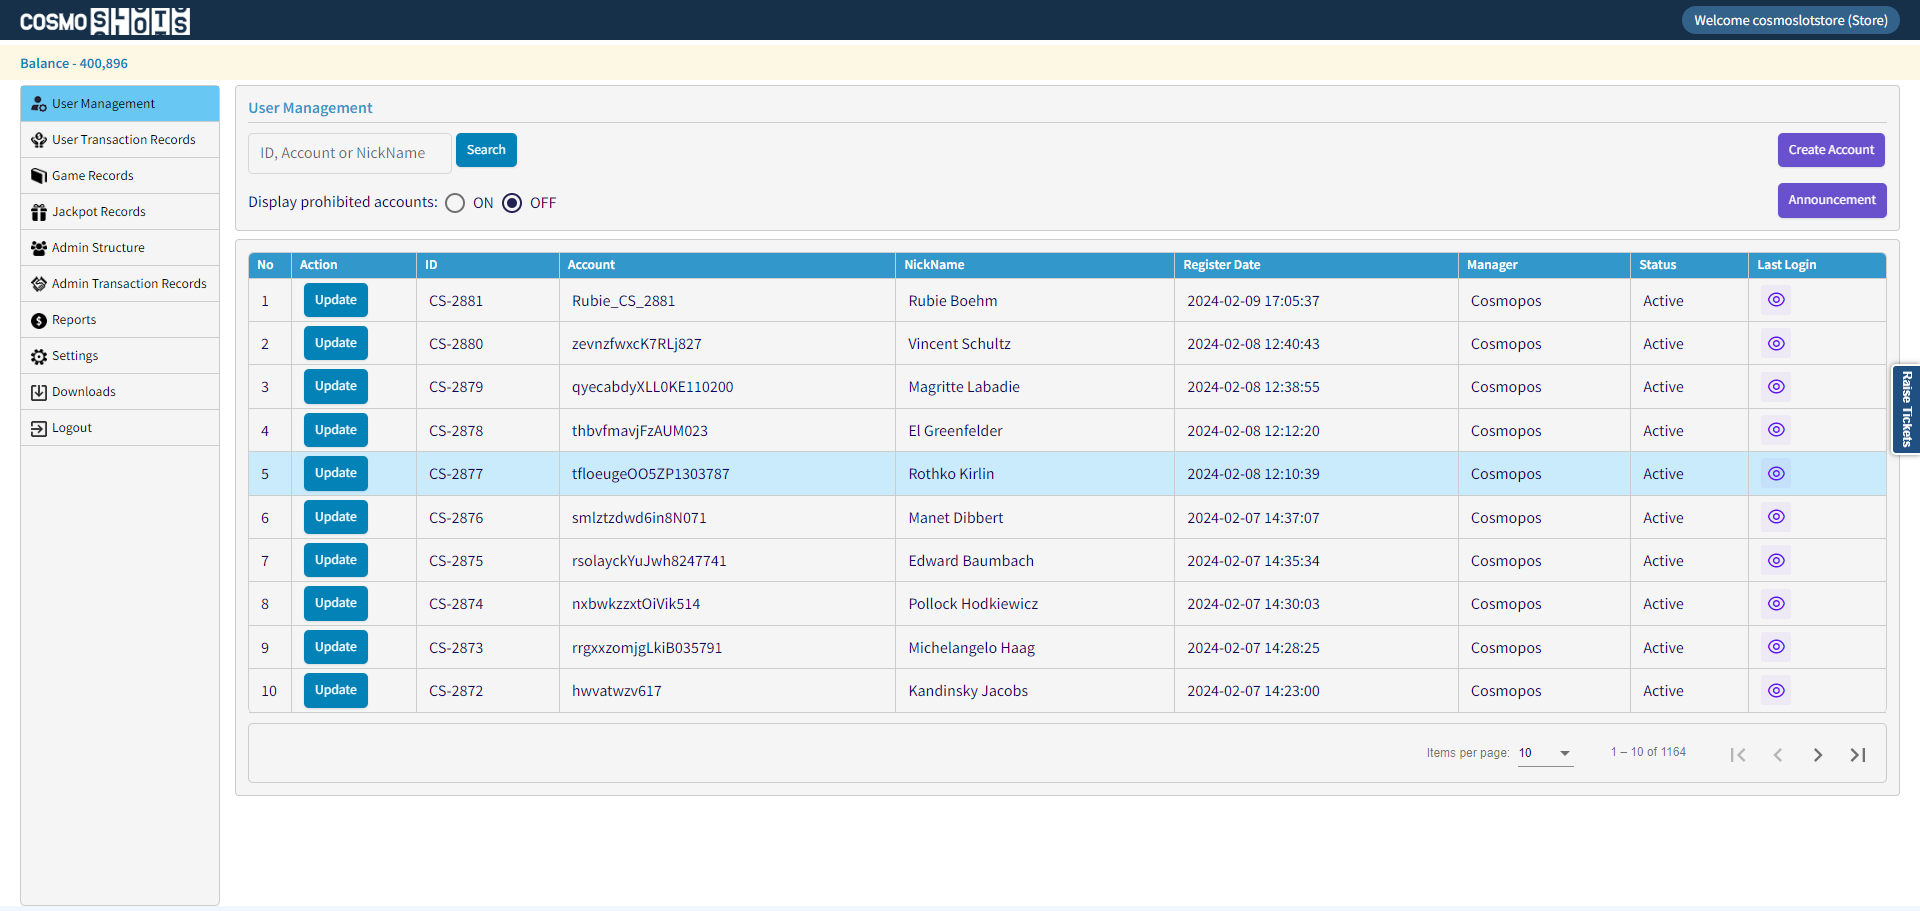 COSMO SLOTS
Welcome cosmoslotstore (Store)
Balance - 400,896
User Management
User Transaction Records
Game Records
Jackpot Records
Admin Structure
Admin Transaction Records
Reports
Settings
Downloads
Logout
User Management
ID, Account or NickName Search Create Account
Display prohibited accounts: ON OFF Announcement
No Action ID Account NickName Register Date Manager Status Last Login
1 Update CS-2881 Rubie_CS_2881 Rubie Boehm 2024-02-09 17:05:37 Cosmopos Active
2 Update CS-2880 zevnzfwxcK7RLj827 Vincent Schultz 2024-02-08 12:40:43 Cosmopos Active
3 Update CS-2879 qyecabdyXLL0KE110200 Magritte Labadie 2024-02-08 12:38:55 Cosmopos Active
4 Update CS-2878 thbvfmavjFzAUM023 El Greenfelder 2024-02-08 12:12:20 Cosmopos Active
5 Update CS-2877 tfloeugeOO5ZP1303787 Rothko Kirlin 2024-02-08 12:10:39 Cosmopos Active
6 Update CS-2876 smlztzdwd6in8N071 Manet Dibbert 2024-02-07 14:37:07 Cosmopos Active
7 Update CS-2875 rsolayckYuJwh8247741 Edward Baumbach 2024-02-07 14:35:34 Cosmopos Active
8 Update CS-2874 nxbwkzzxtOiVik514 Pollock Hodkiewicz 2024-02-07 14:30:03 Cosmopos Active
9 Update CS-2873 rrgxxzomjgLkiB035791 Michelangelo Haag 2024-02-07 14:28:25 Cosmopos Active
10 Update CS-2872 hwvatwzv617 Kandinsky Jacobs 2024-02-07 14:23:00 Cosmopos Active
Items per page: 10 1 – 10 of 1164
Raise Tickets